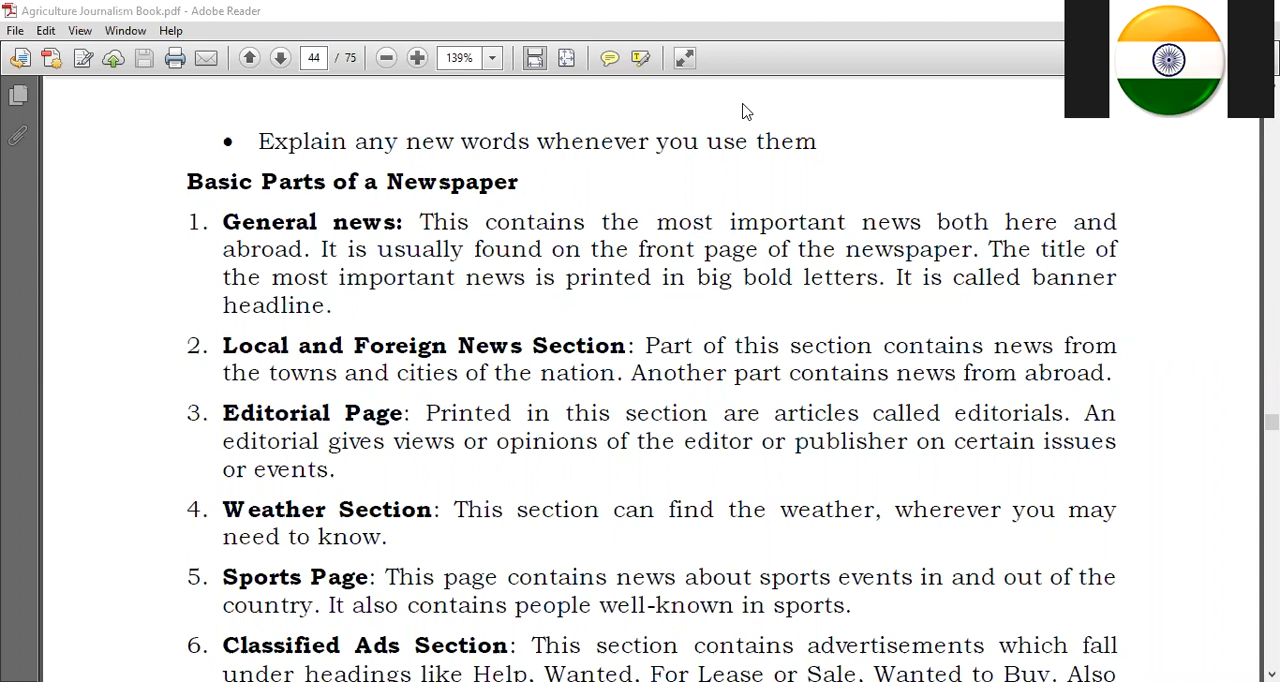 Agriculture Journalism Book.pdf - Adobe Reader
File Edit View Window Help
44 / 75 139%
• Explain any new words whenever you use them
Basic Parts of a Newspaper
1. General news: This contains the most important news both here and
abroad. It is usually found on the front page of the newspaper. The title of
the most important news is printed in big bold letters. It is called banner
headline.
2. Local and Foreign News Section: Part of this section contains news from
the towns and cities of the nation. Another part contains news from abroad.
3. Editorial Page: Printed in this section are articles called editorials. An
editorial gives views or opinions of the editor or publisher on certain issues
or events.
4. Weather Section: This section can find the weather, wherever you may
need to know.
5. Sports Page: This page contains news about sports events in and out of the
country. It also contains people well-known in sports.
6. Classified Ads Section: This section contains advertisements which fall
under headings like Help, Wanted, For Lease or Sale, Wanted to Buy. Also